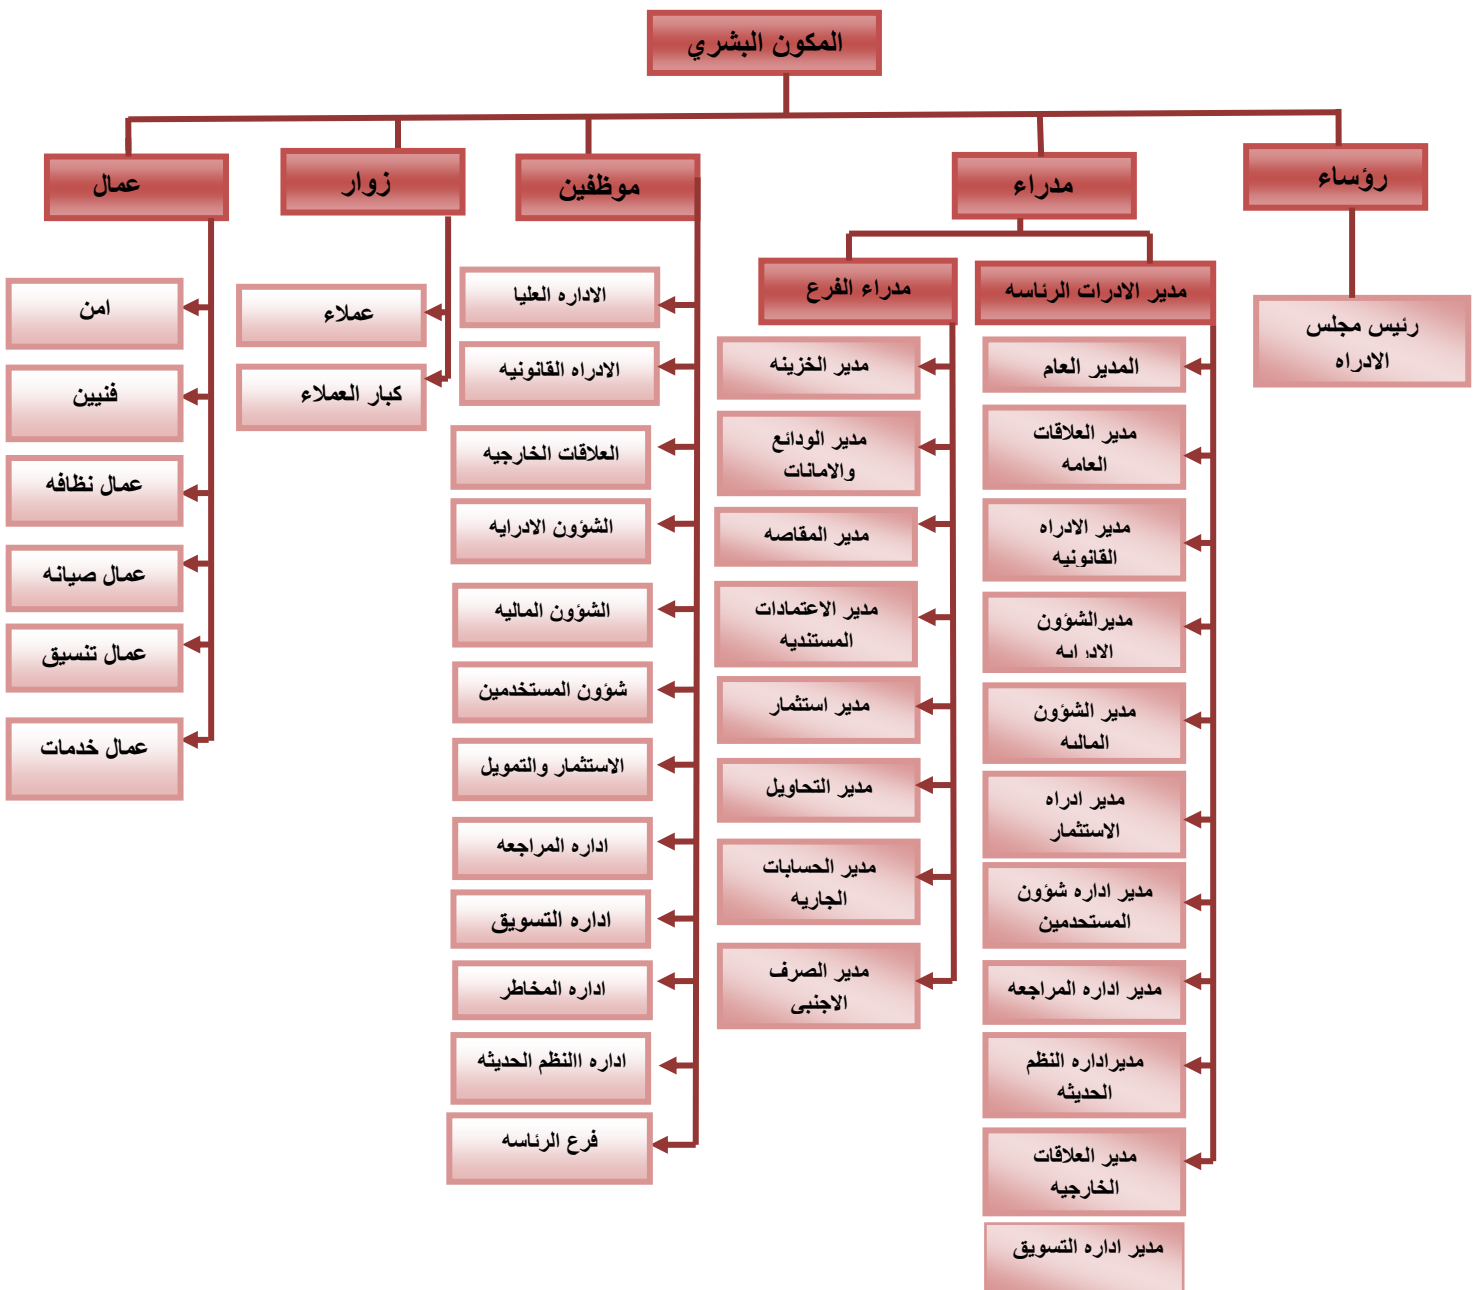 المكون البشري
رؤساء
مدراء
موظفين
زوار
عمال
رئيس مجلس
الادراه
مدير الادرات الرئاسه
المدير العام
مدير العلاقات
العامه
مدير الادراه
القانونيه
مديرالشؤون
الادرايه
مدير الشؤون
الماليه
مدير ادراه
الاستثمار
مدير اداره شؤون
المستحدمين
مدير اداره المراجعه
مديراداره النظم
الحديثه
مدير العلاقات
الخارجيه
مدير اداره التسويق
مدراء الفرع
مدير الخزينه
مدير الودائع
والامانات
مدير المقاصه
مدير الاعتمادات
المستنديه
مدير استثمار
مدير التحاويل
مدير الحسابات
الجاريه
مدير الصرف
الاجنبى
الاداره العليا
الادراه القانونيه
العلاقات الخارجيه
الشؤون الادرايه
الشؤون الماليه
شؤون المستخدمين
الاستثمار والتمويل
اداره المراجعه
اداره التسويق
اداره المخاطر
اداره االنظم الحديثه
فرع الرئاسه
عملاء
كبار العملاء
امن
فنيين
عمال نظافه
عمال صيانه
عمال تنسيق
عمال خدمات